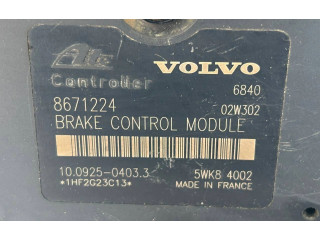 Ate VOLVO
Controller 6840
8671224 02W302
BRAKE CONTROL MODULE
10.0925-0403.3 5WK8 4002
*1HF2G23C13* MADE IN FRANCE